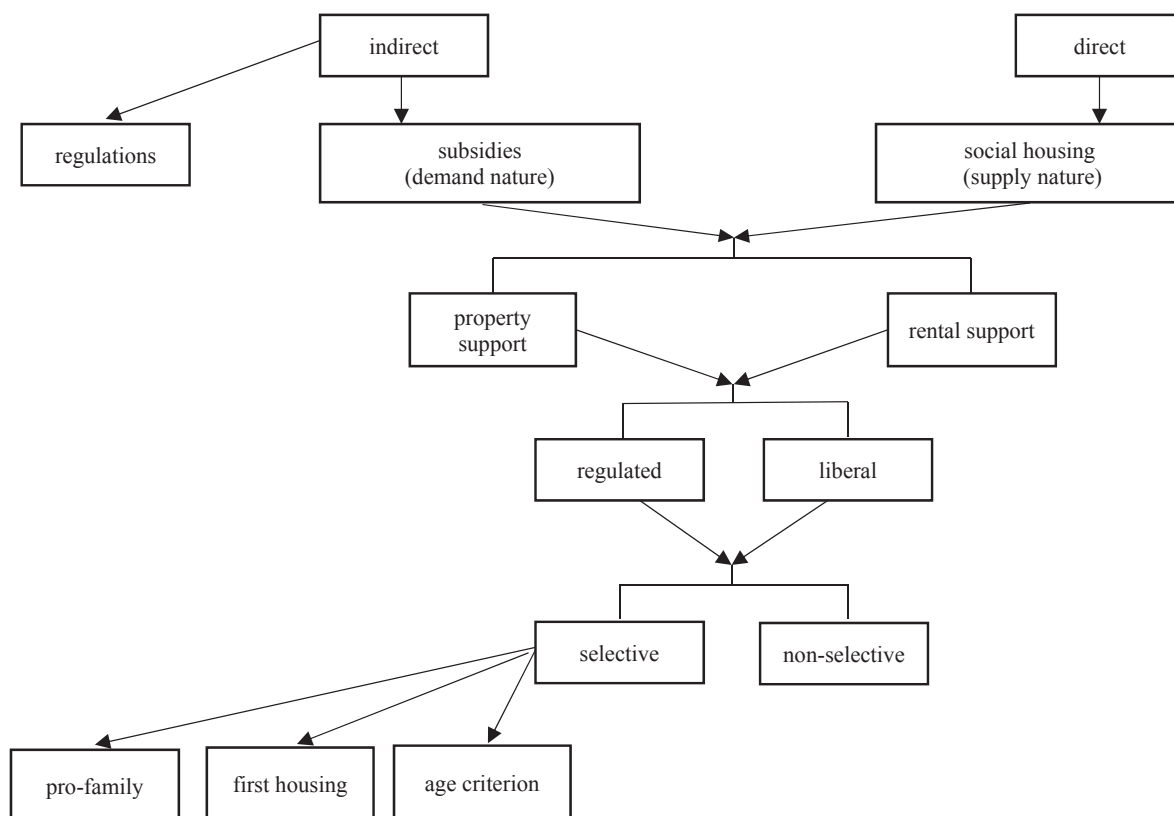 indirect
direct
regulations
subsidies
(demand nature)
social housing
(supply nature)
property
support
rental support
regulated
liberal
selective
non-selective
pro-family
first housing
age criterion